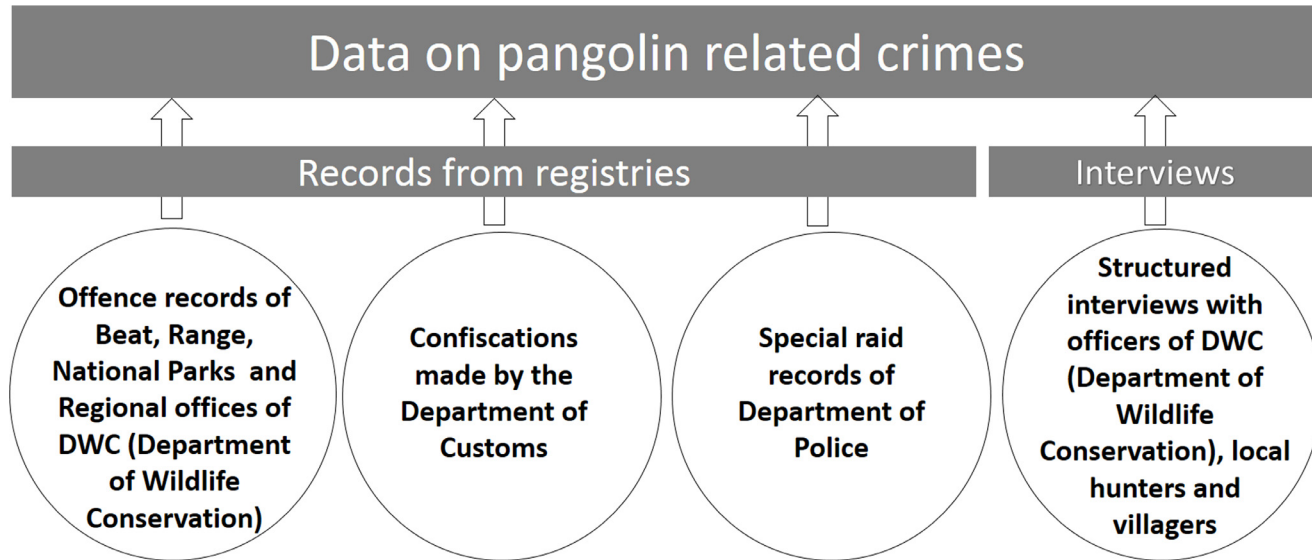 Data on pangolin related crimes
Records from registries
Interviews
Offence records of
Beat, Range,
National Parks and
Regional offices of
DWC (Department
of Wildlife
Conservation)
Confiscations
made by the
Department of
Customs
Special raid
records of
Department of
Police
Structured
interviews with
officers of DWC
(Department of
Wildlife
Conservation), local
hunters and
villagers